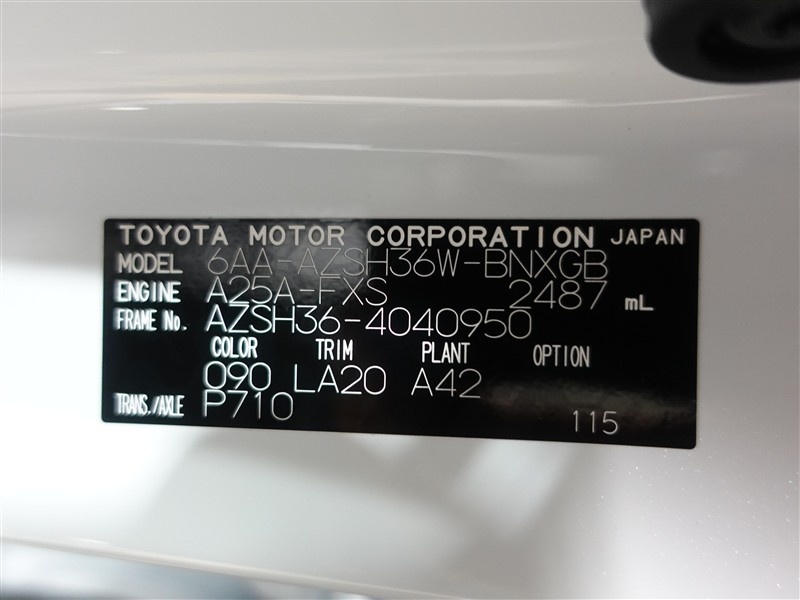 TOYOTA MOTOR CORPORATION JAPAN
MODEL 6AA-AZSH36W-BNXGB
ENGINE A25A-FXS 2487 mL
FRAME No. AZSH36-4040950
COLOR TRIM PLANT OPTION
090 LA20 A42
TRANS./AXLE P710 115